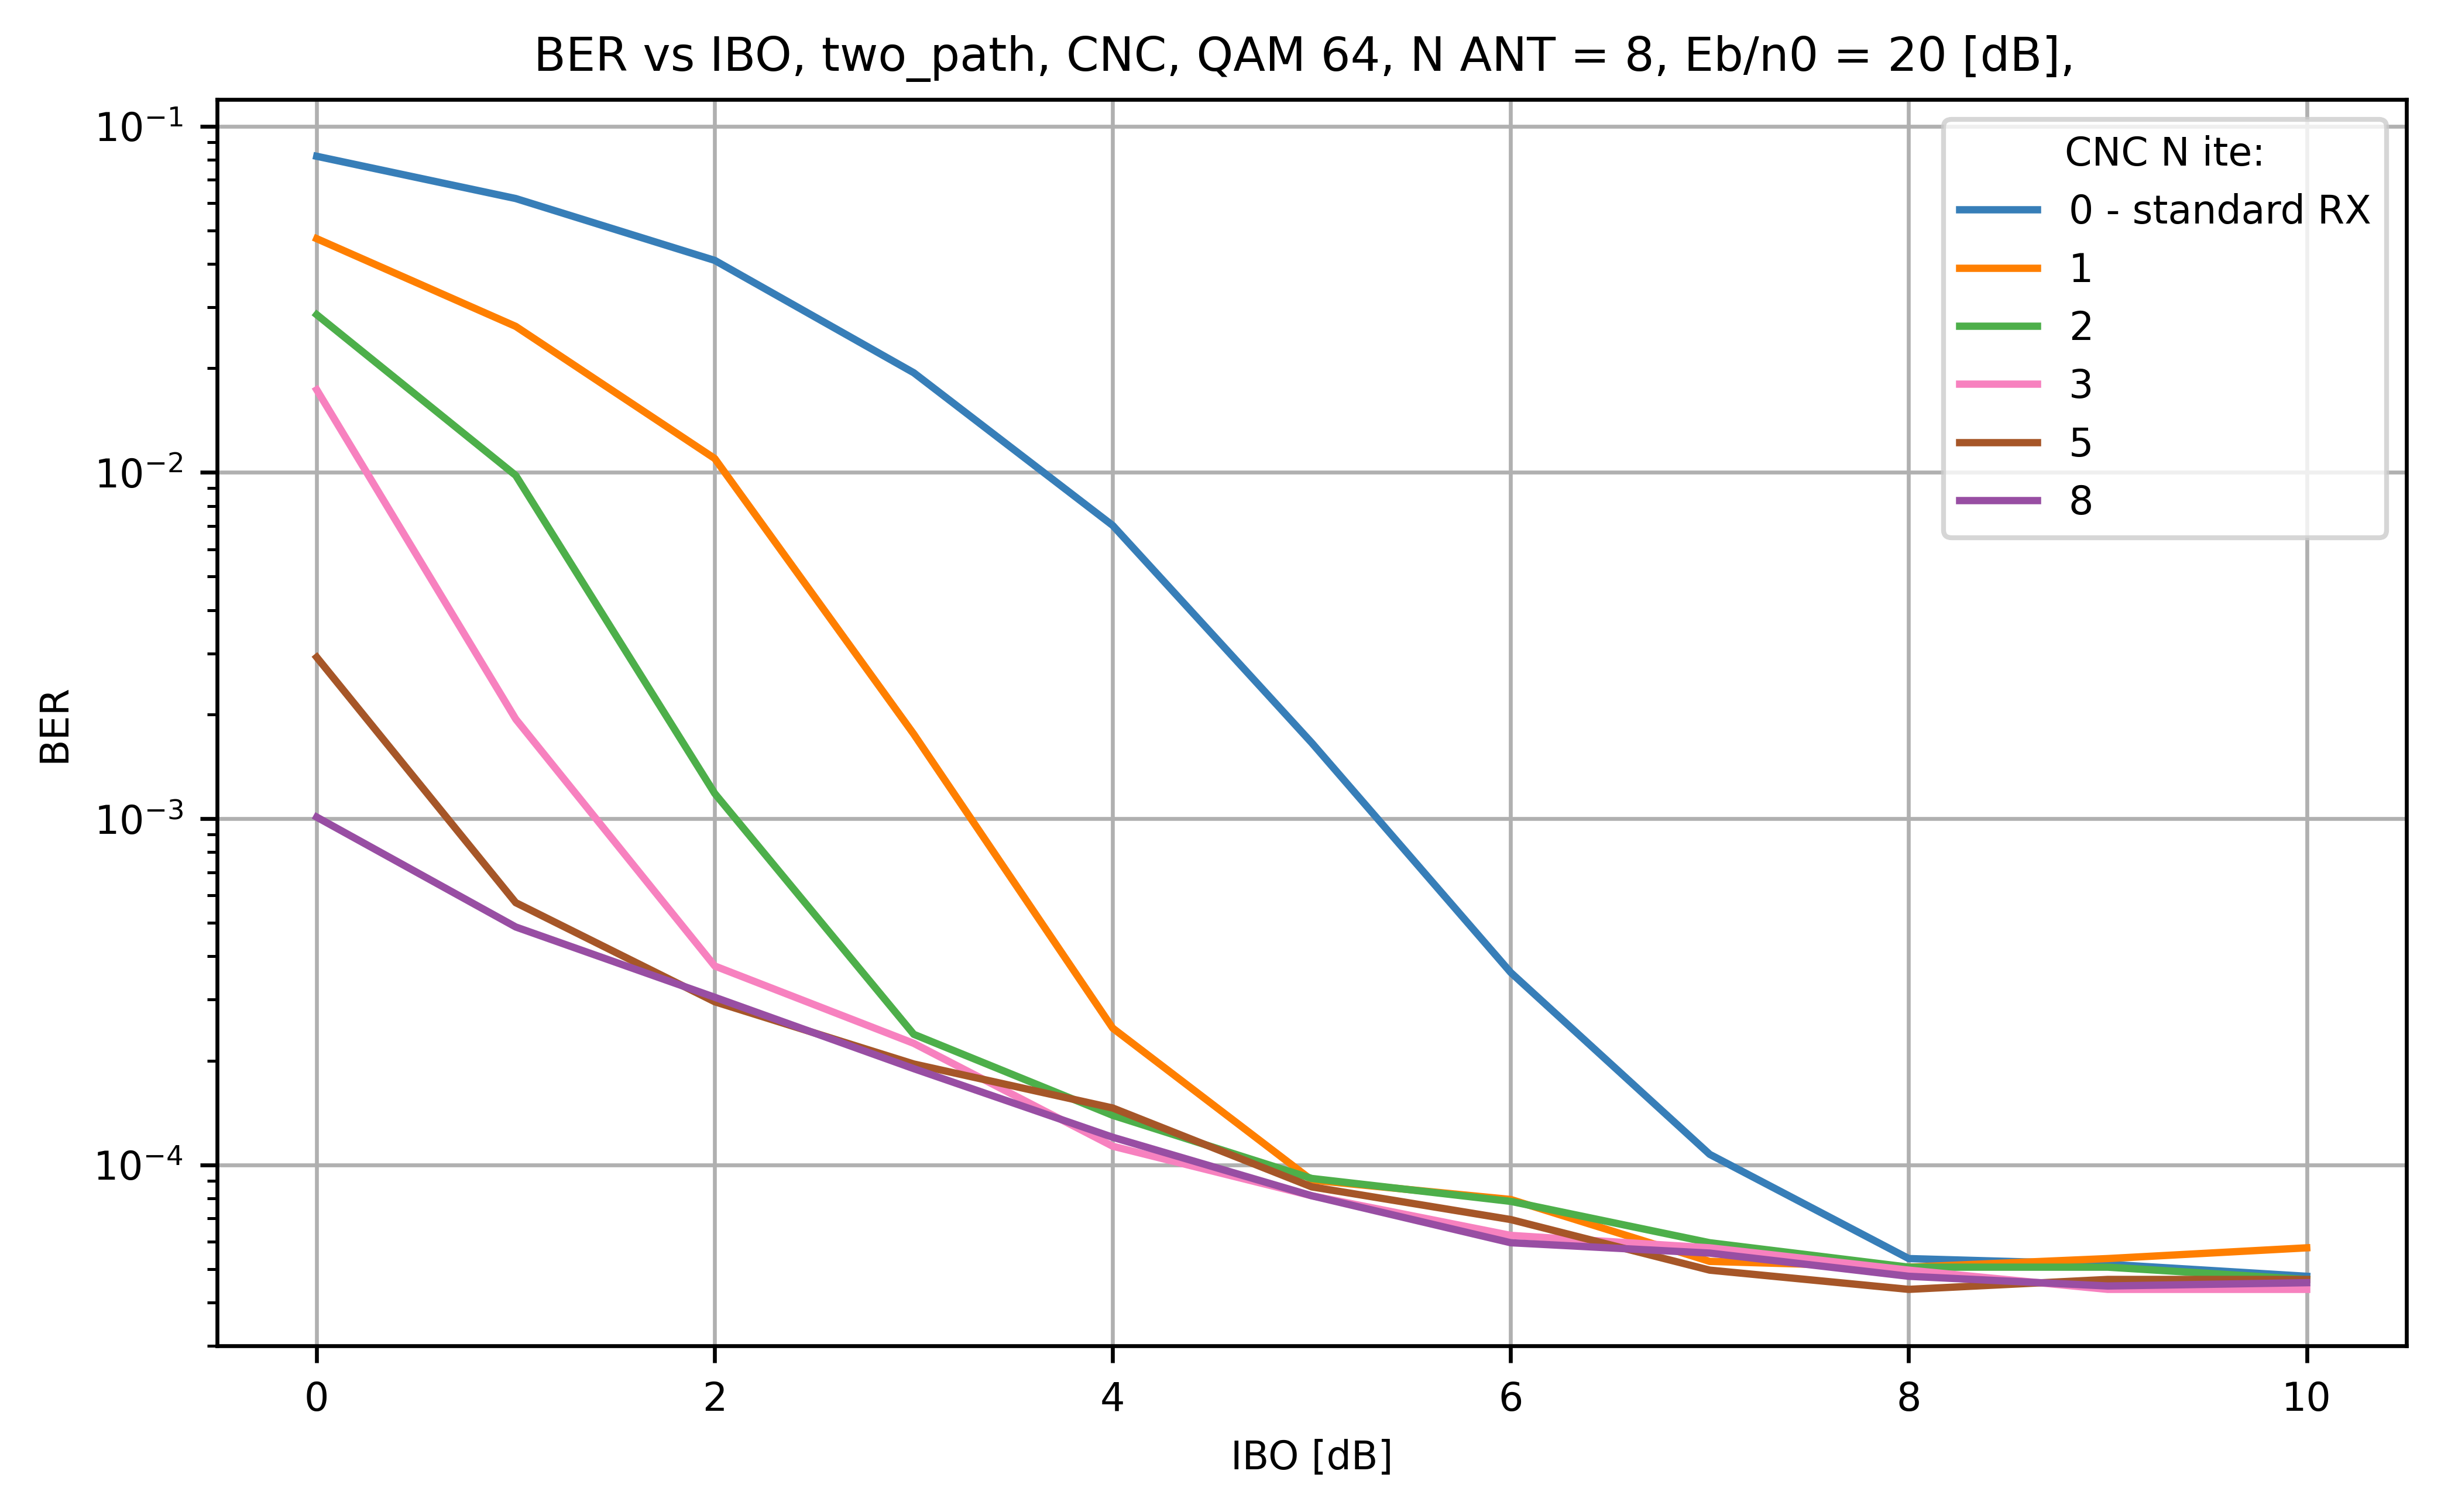 BER vs IBO, two_path, CNC, QAM 64, N ANT = 8, Eb/n0 = 20 [dB],
10⁻¹
10⁻²
10⁻³
10⁻⁴
BER
CNC N ite:
0 - standard RX
1
2
3
5
8
0 2 4 6 8 10
IBO [dB]